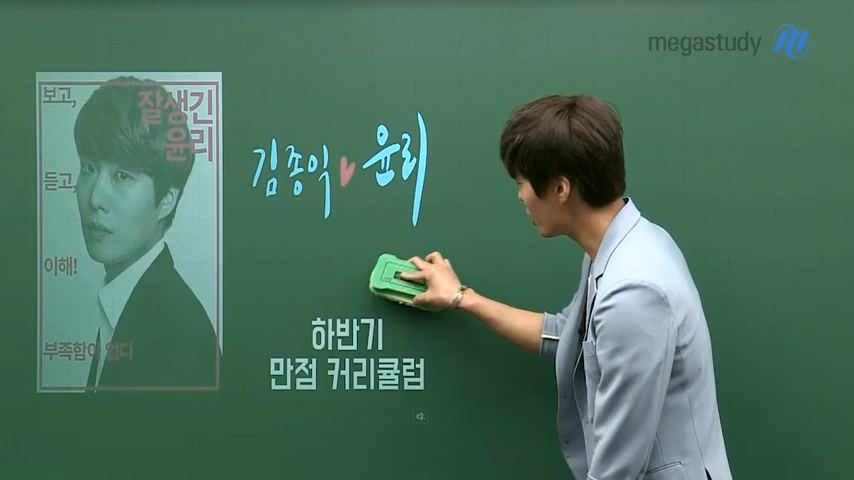 megastudy
보고,
잘생긴
윤리
듣고,
이해!
부족함이 없다
김종익 윤리
하반기
만점 커리큘럼